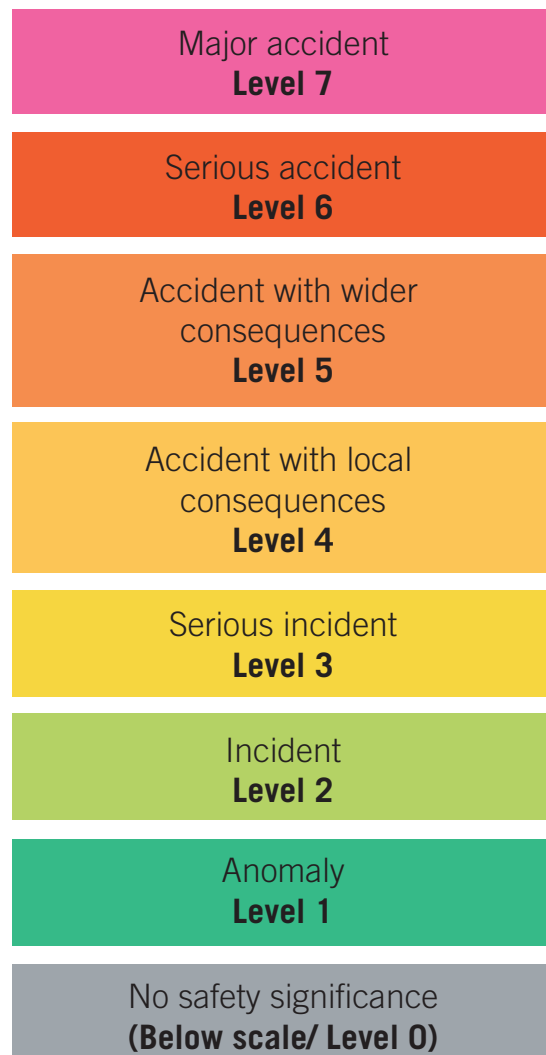 Major accident
Level 7
Serious accident
Level 6
Accident with wider
consequences
Level 5
Accident with local
consequences
Level 4
Serious incident
Level 3
Incident
Level 2
Anomaly
Level 1
No safety significance
(Below scale/ Level 0)